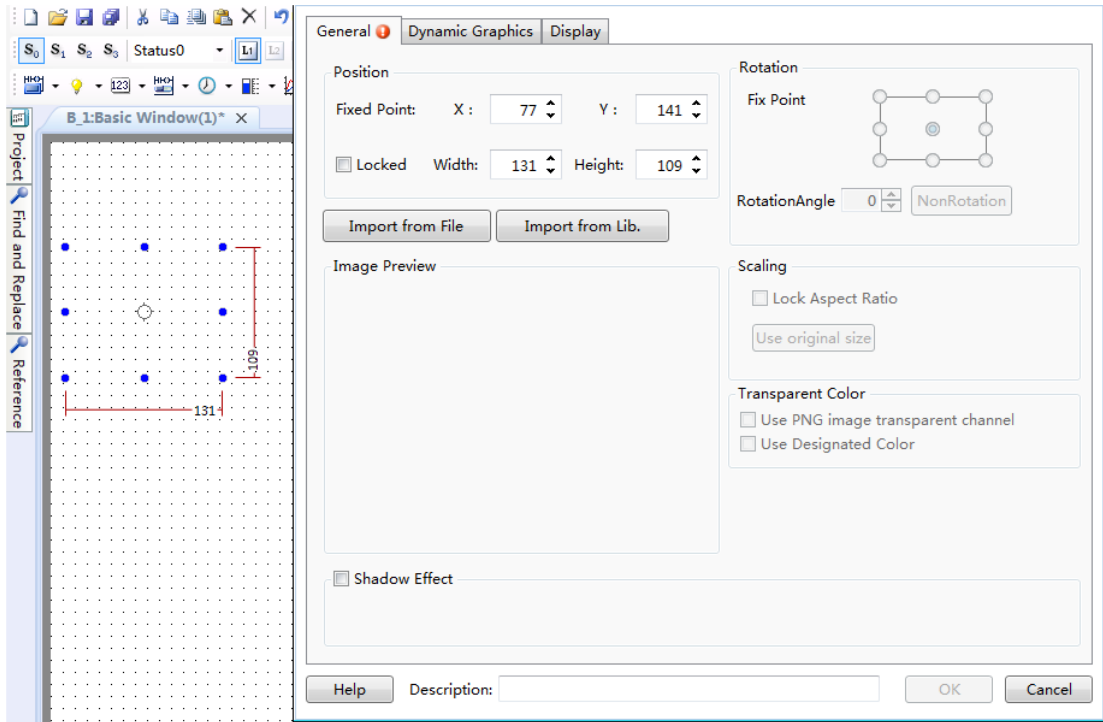 S0 S1 S2 S3 Status0 L1 L2
123
B_1:Basic Window(1)* X
Project
Find and Replace
Reference
109
131
General Dynamic Graphics Display
Position
Fixed Point: X : 77 Y : 141
Locked Width: 131 Height: 109
Import from File Import from Lib.
Image Preview
Rotation
Fix Point
RotationAngle 0 NonRotation
Scaling
Lock Aspect Ratio
Use original size
Transparent Color
Use PNG image transparent channel
Use Designated Color
Shadow Effect
Help Description: OK Cancel